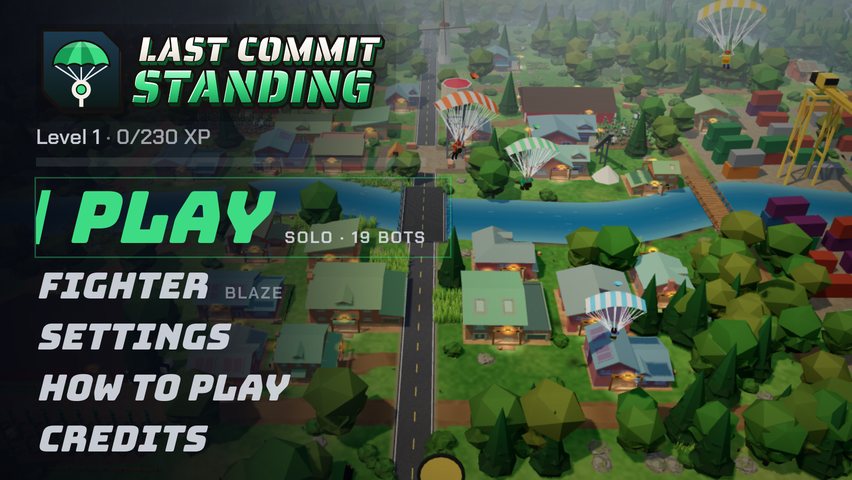 LAST COMMIT
STANDING
Level 1 · 0/230 XP
PLAY SOLO · 19 BOTS
FIGHTER BLAZE
SETTINGS
HOW TO PLAY
CREDITS